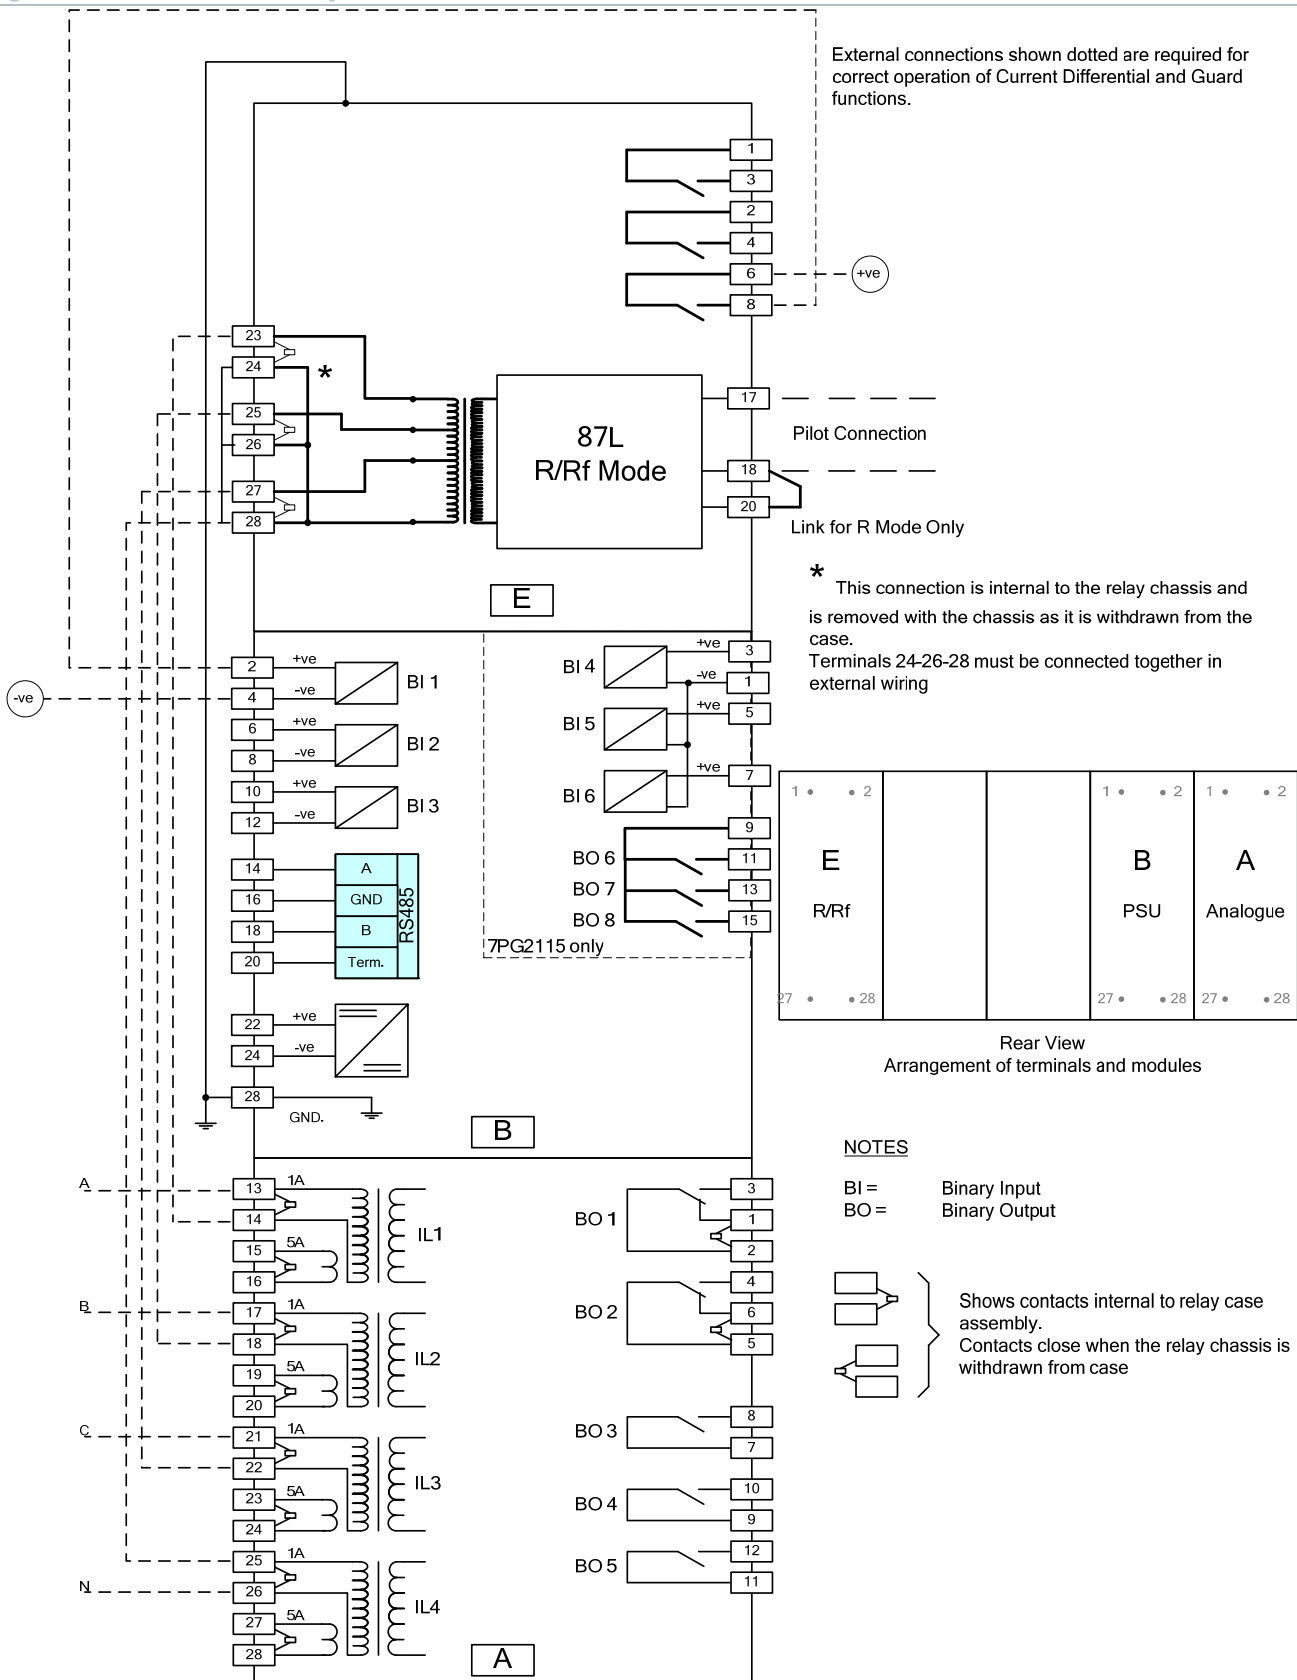 External connections shown dotted are required for
correct operation of Current Differential and Guard
functions.
1
3
2
4
6
+ve
8
23
24
*
25
26
27
28
87L
R/Rf Mode
17
Pilot Connection
18
20
Link for R Mode Only
*
This connection is internal to the relay chassis and
is removed with the chassis as it is withdrawn from the
case.
Terminals 24-26-28 must be connected together in
external wiring
E
2
+ve
-ve
4
-ve
BI 1
6
+ve
8
-ve
BI 2
10
+ve
12
-ve
BI 3
14
A
16
GND
18
B
20
Term.
RS485
22
+ve
24
-ve
28
GND.
BI 4
+ve
3
-ve
1
BI 5
+ve
5
BI 6
+ve
7
9
BO 6
11
BO 7
13
BO 8
15
7PG2115 only
B
1
2
E
R/Rf
27
28
1
2
B
PSU
27
28
1
2
A
Analogue
27
28
Rear View
Arrangement of terminals and modules
A
13
1A
14
15
5A
16
IL1
B
17
1A
18
19
5A
20
IL2
C
21
1A
22
23
5A
24
IL3
25
1A
N
26
27
5A
28
IL4
BO 1
3
1
2
BO 2
4
6
5
BO 3
8
7
BO 4
10
9
BO 5
12
11
A
NOTES
BI = Binary Input
BO = Binary Output
Shows contacts internal to relay case
assembly.
Contacts close when the relay chassis is
withdrawn from case